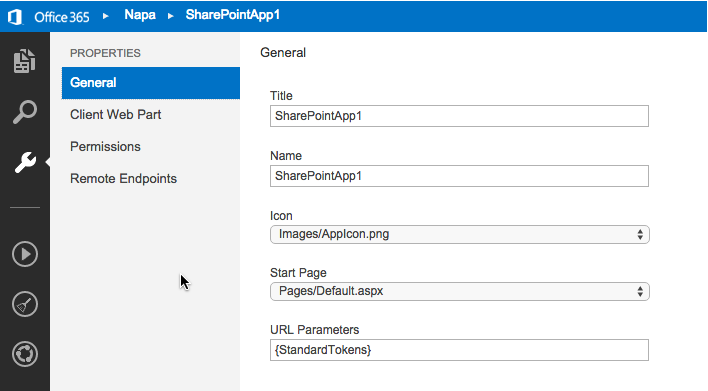 Office 365 ▸ Napa ▸ SharePointApp1
PROPERTIES
General
Client Web Part
Permissions
Remote Endpoints
General
Title
SharePointApp1
Name
SharePointApp1
Icon
Images/AppIcon.png
Start Page
Pages/Default.aspx
URL Parameters
{StandardTokens}